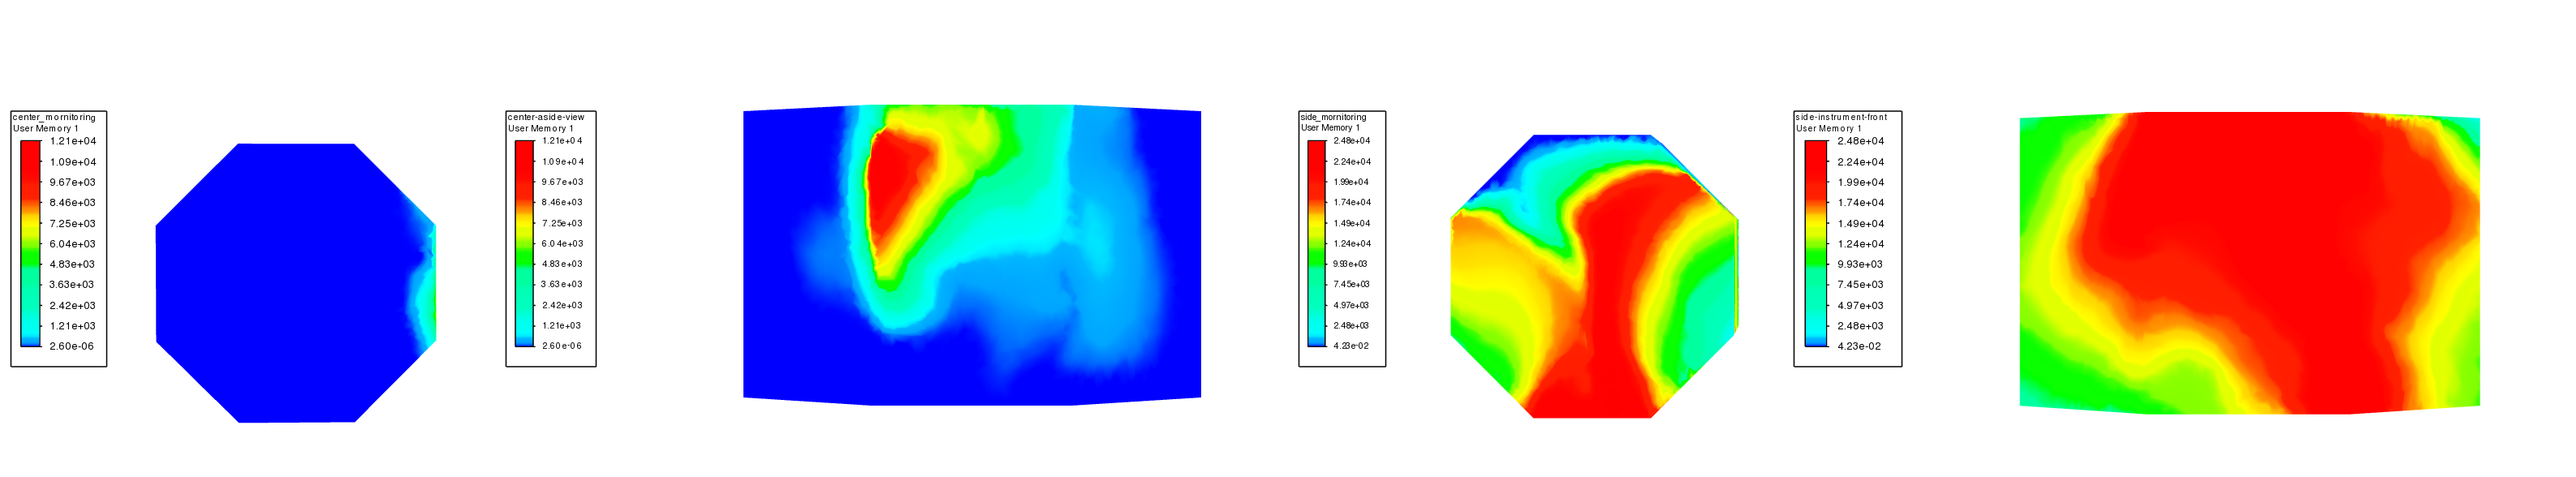 center_mornitoring
User Memory 1
1.21e+04
1.09e+04
9.67e+03
8.46e+03
7.25e+03
6.04e+03
4.83e+03
3.63e+03
2.42e+03
1.21e+03
2.60e-06
center-aside-view
User Memory 1
1.21e+04
1.09e+04
9.67e+03
8.46e+03
7.25e+03
6.04e+03
4.83e+03
3.63e+03
2.42e+03
1.21e+03
2.60e-06
side_mornitoring
User Memory 1
2.48e+04
2.24e+04
1.99e+04
1.74e+04
1.49e+04
1.24e+04
9.93e+03
7.45e+03
4.97e+03
2.48e+03
4.23e-02
side-instrument-front
User Memory 1
2.48e+04
2.24e+04
1.99e+04
1.74e+04
1.49e+04
1.24e+04
9.93e+03
7.45e+03
4.97e+03
2.48e+03
4.23e-02